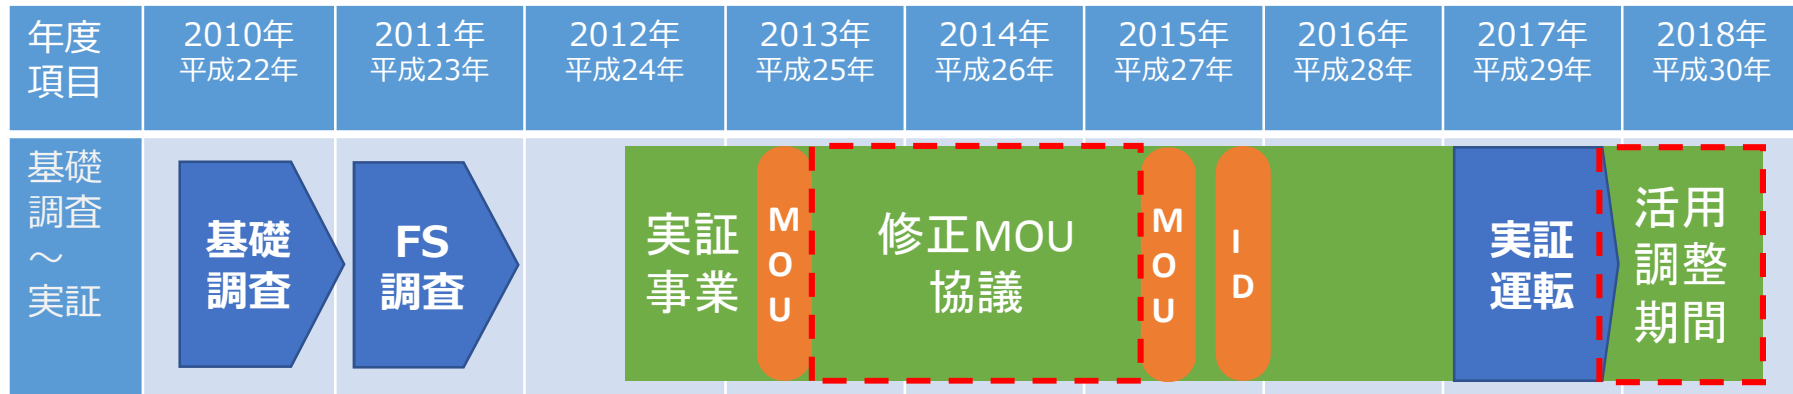 年度
項目
2010年
平成22年
2011年
平成23年
2012年
平成24年
2013年
平成25年
2014年
平成26年
2015年
平成27年
2016年
平成28年
2017年
平成29年
2018年
平成30年
基礎
調査
～
実証
基礎
調査
FS
調査
実証
事業
MOU
修正MOU
協議
MOU
ID
実証
運転
活用
調整
期間